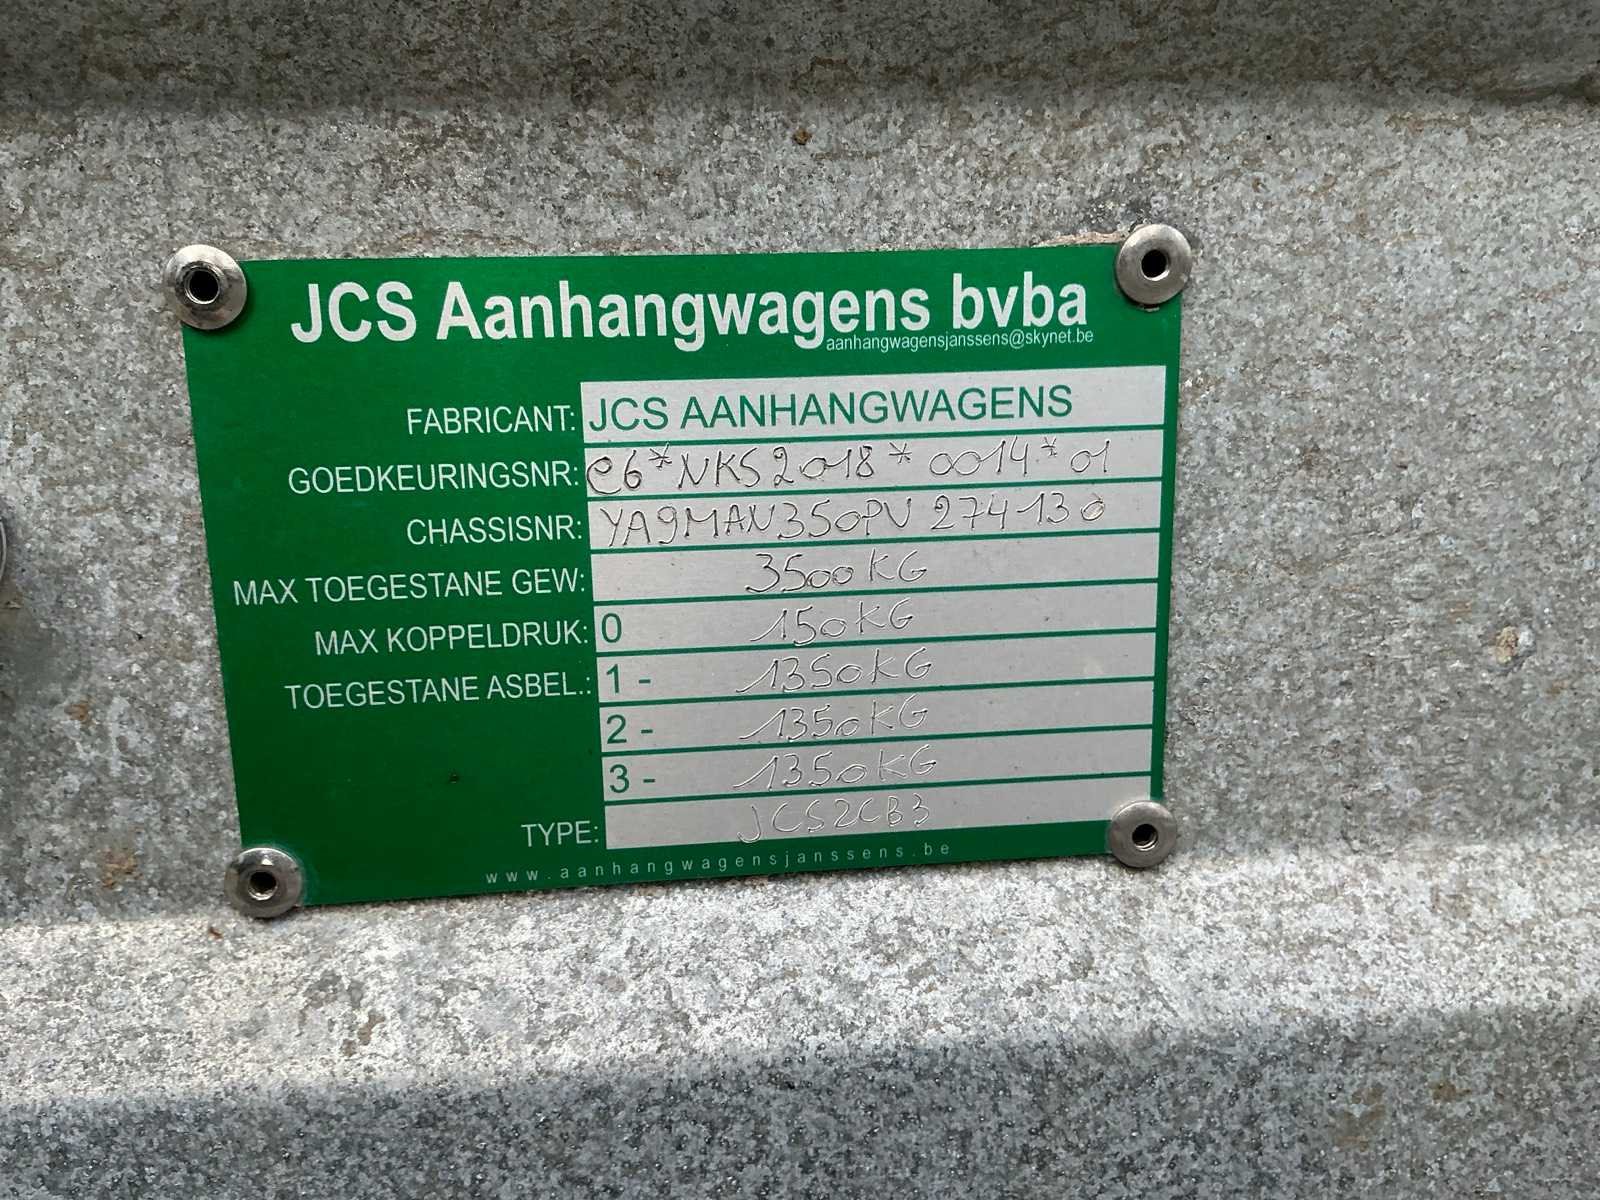 JCS Aanhangwagens bvba
aanhangwagensjanssens@skynet.be
FABRICANT: JCS AANHANGWAGENS
GOEDKEURINGSNR: e6*NKS2018*0014*01
CHASSISNR: YA9MAN350PV274130
MAX TOEGESTANE GEW: 3500KG
MAX KOPPELDRUK: 0 150KG
TOEGESTANE ASBEL.: 1- 1350KG
2- 1350KG
3- 1350KG
TYPE: JCS2CB3
www.aanhangwagensjanssens.be